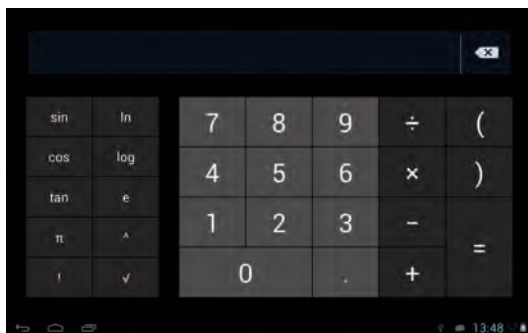 sin ln 7 8 9 ÷ (
cos log 4 5 6 × )
tan e 1 2 3 −
π ^ =
! √ 0 . +
13:48